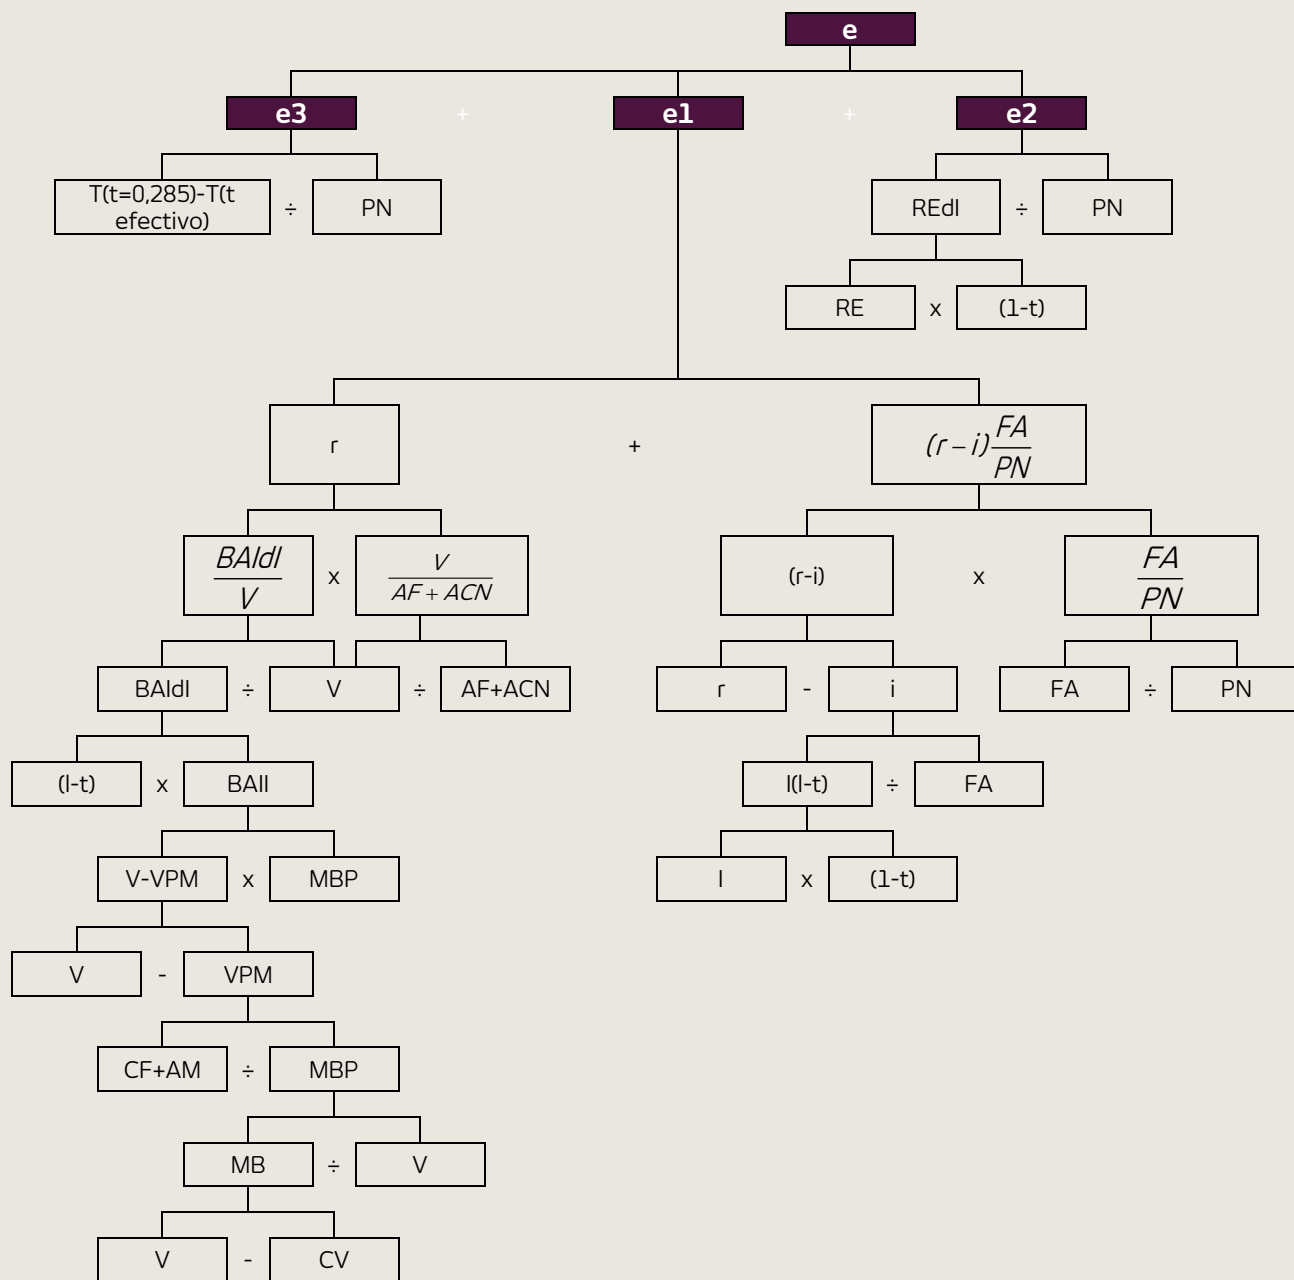 e
e3 + e1 + e2
T(t=0,285)-T(t
efectivo)
÷ PN
REdI ÷ PN
RE x (1-t)
r + (r – i) FA
PN
BAIdI
V
x
V
AF + ACN
(r-i) x
FA
PN
BAIdI ÷ V ÷ AF+ACN
r - i
FA ÷ PN
(l-t) x BAII
I(l-t) ÷ FA
V-VPM x MBP
I x (1-t)
V - VPM
CF+AM ÷ MBP
MB ÷ V
V - CV